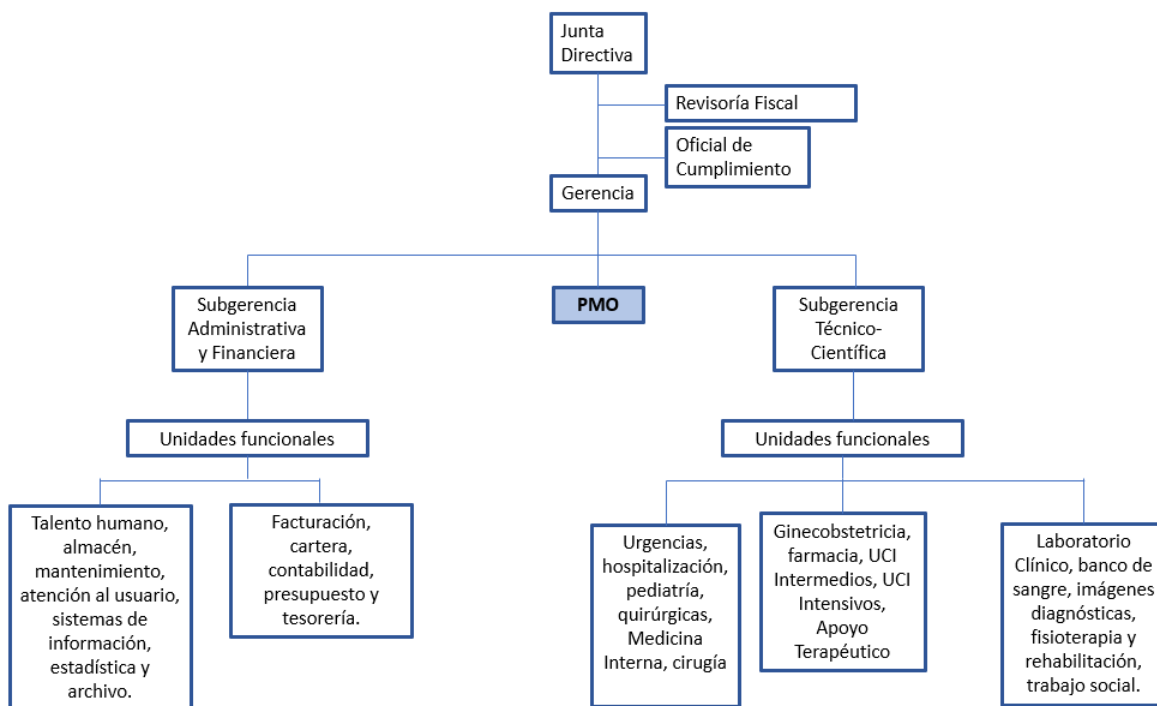 Junta
Directiva
Revisoría Fiscal
Oficial de
Cumplimiento
Gerencia
Subgerencia
Administrativa
y Financiera
PMO
Subgerencia
Técnico-
Científica
Unidades funcionales
Unidades funcionales
Talento humano,
almacén,
mantenimiento,
atención al usuario,
sistemas de
información,
estadística y
archivo.
Facturación,
cartera,
contabilidad,
presupuesto y
tesorería.
Urgencias,
hospitalización,
pediatría,
quirúrgicas,
Medicina
Interna, cirugía
Ginecobstetricia,
farmacia, UCI
Intermedios, UCI
Intensivos,
Apoyo
Terapéutico
Laboratorio
Clínico, banco de
sangre, imágenes
diagnósticas,
fisioterapia y
rehabilitación,
trabajo social.